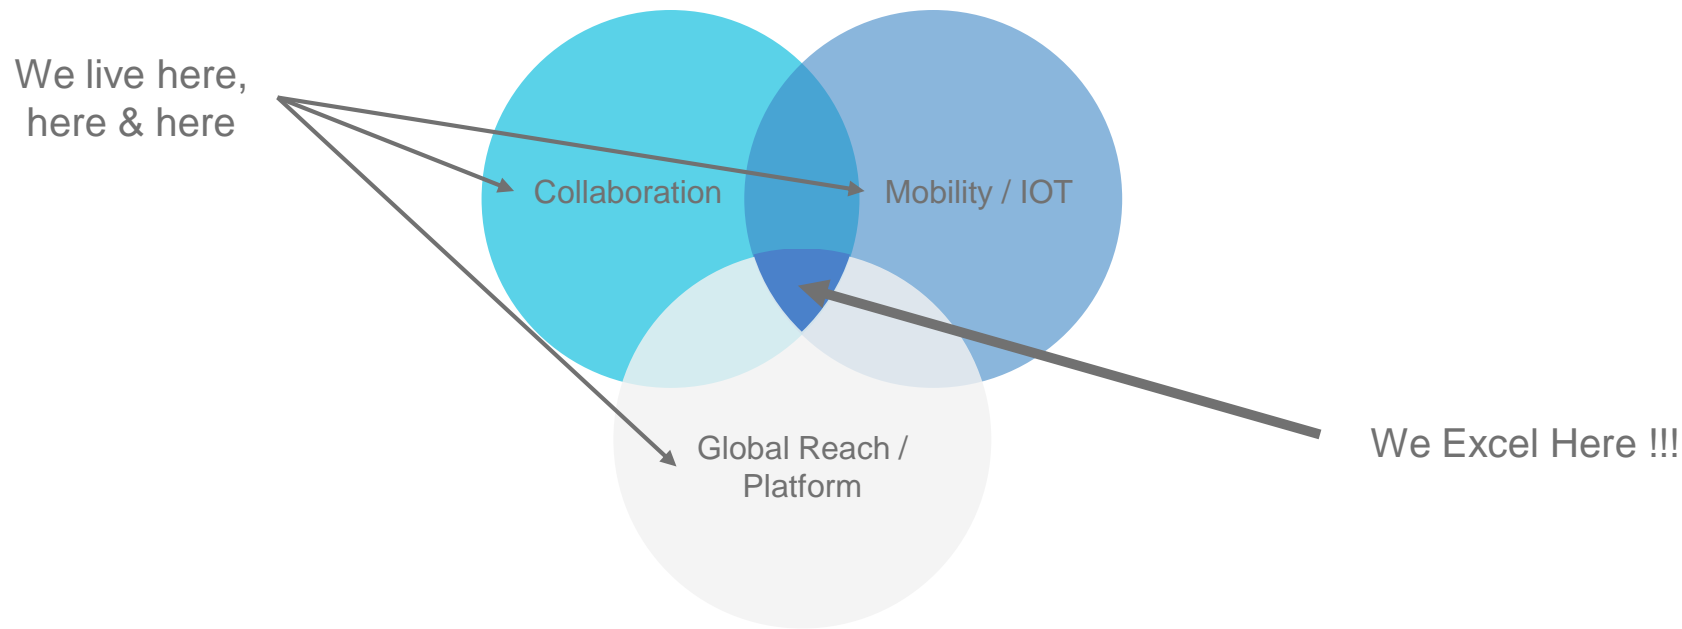 We live here,
here & here
Collaboration
Mobility / IOT
Global Reach /
Platform
We Excel Here !!!